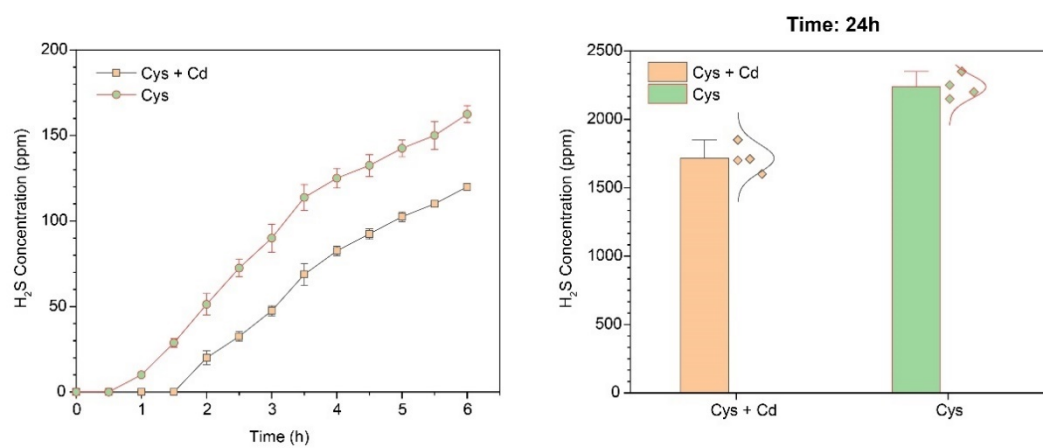 200
150
100
50
0
H₂S Concentration (ppm)
Cys + Cd
Cys
0 1 2 3 4 5 6
Time (h)
Time: 24h
2500
2000
1500
1000
500
0
H₂S Concentration (ppm)
Cys + Cd
Cys
Cys + Cd Cys